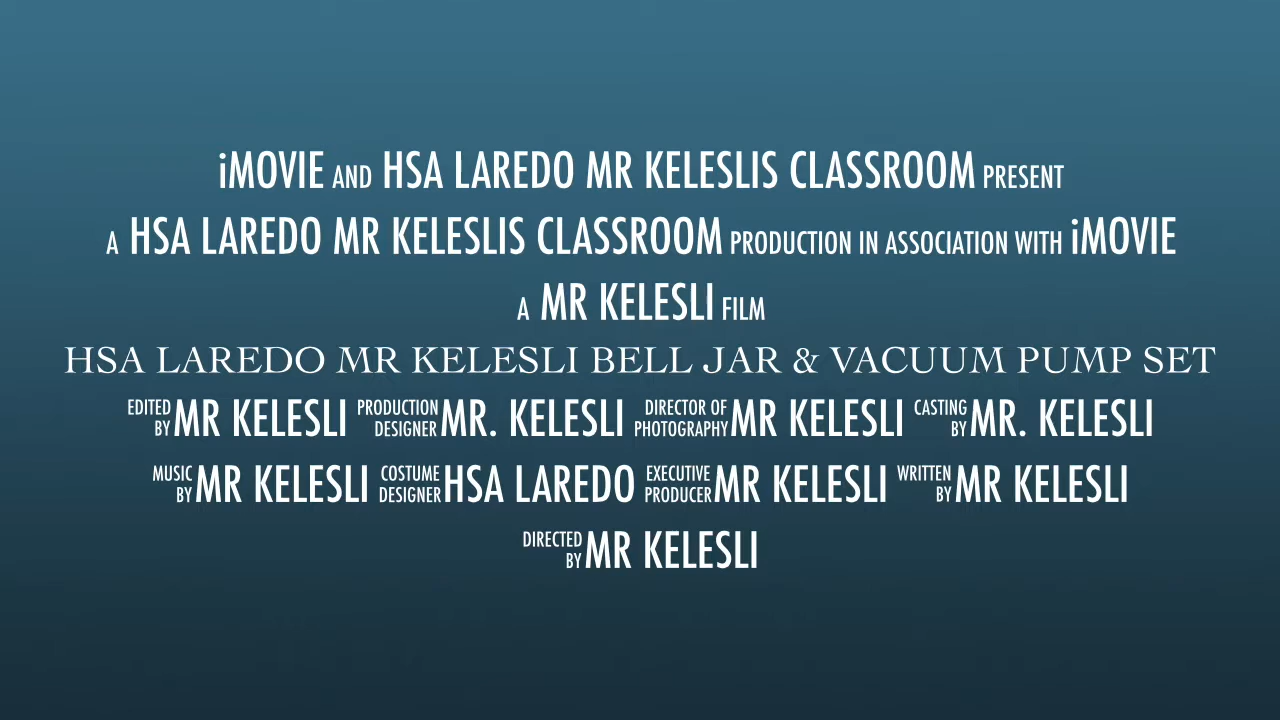 iMOVIE AND HSA LAREDO MR KELESLIS CLASSROOM PRESENT
A HSA LAREDO MR KELESLIS CLASSROOM PRODUCTION IN ASSOCIATION WITH iMOVIE
A MR KELESLI FILM
HSA LAREDO MR KELESLI BELL JAR & VACUUM PUMP SET
EDITED BY MR KELESLI PRODUCTION DESIGNER MR. KELESLI DIRECTOR OF PHOTOGRAPHY MR KELESLI CASTING BY MR. KELESLI
MUSIC BY MR KELESLI COSTUME DESIGNER HSA LAREDO EXECUTIVE PRODUCER MR KELESLI WRITTEN BY MR KELESLI
DIRECTED BY MR KELESLI